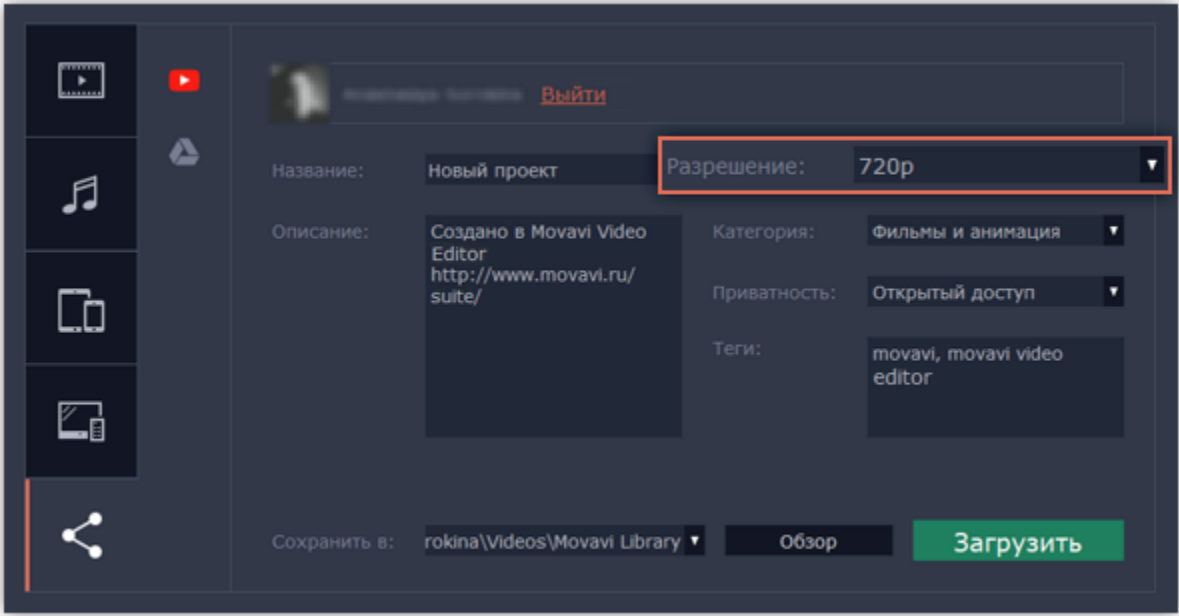 Выйти
Название:
Новый проект
Разрешение:
720p
Описание:
Создано в Movavi Video
Editor
http://www.movavi.ru/
suite/
Категория:
Фильмы и анимация
Приватность:
Открытый доступ
Теги:
movavi, movavi video
editor
Сохранить в:
rokina\Videos\Movavi Library
Обзор
Загрузить